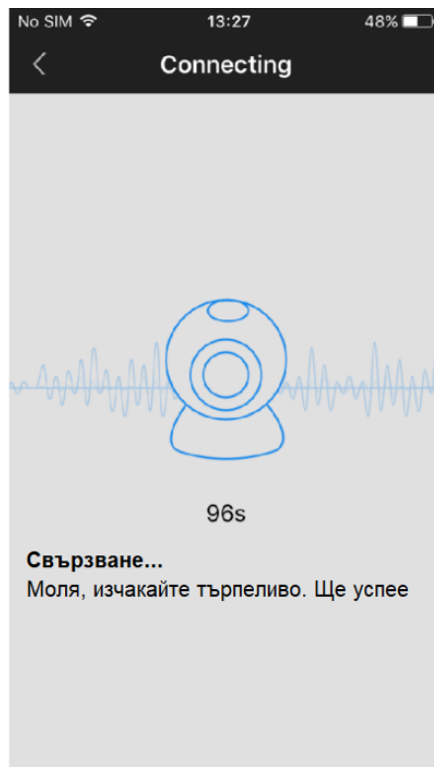 No SIM 13:27 48%
Connecting
96s
Свързване...
Моля, изчакайте търпеливо. Ще успее